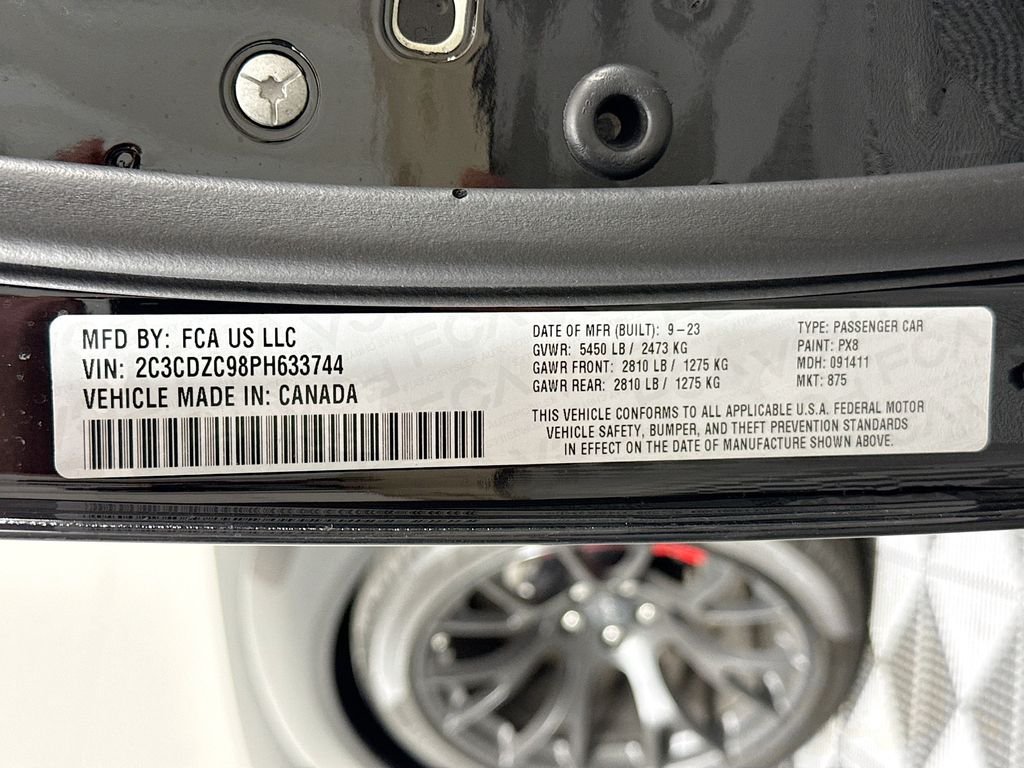 MFD BY: FCA US LLC
VIN: 2C3CDZC98PH633744
VEHICLE MADE IN: CANADA
DATE OF MFR (BUILT): 9-23
GVWR: 5450 LB / 2473 KG
GAWR FRONT: 2810 LB / 1275 KG
GAWR REAR: 2810 LB / 1275 KG
TYPE: PASSENGER CAR
PAINT: PX8
MDH: 091411
MKT: 875
THIS VEHICLE CONFORMS TO ALL APPLICABLE U.S.A. FEDERAL MOTOR
VEHICLE SAFETY, BUMPER, AND THEFT PREVENTION STANDARDS
IN EFFECT ON THE DATE OF MANUFACTURE SHOWN ABOVE.